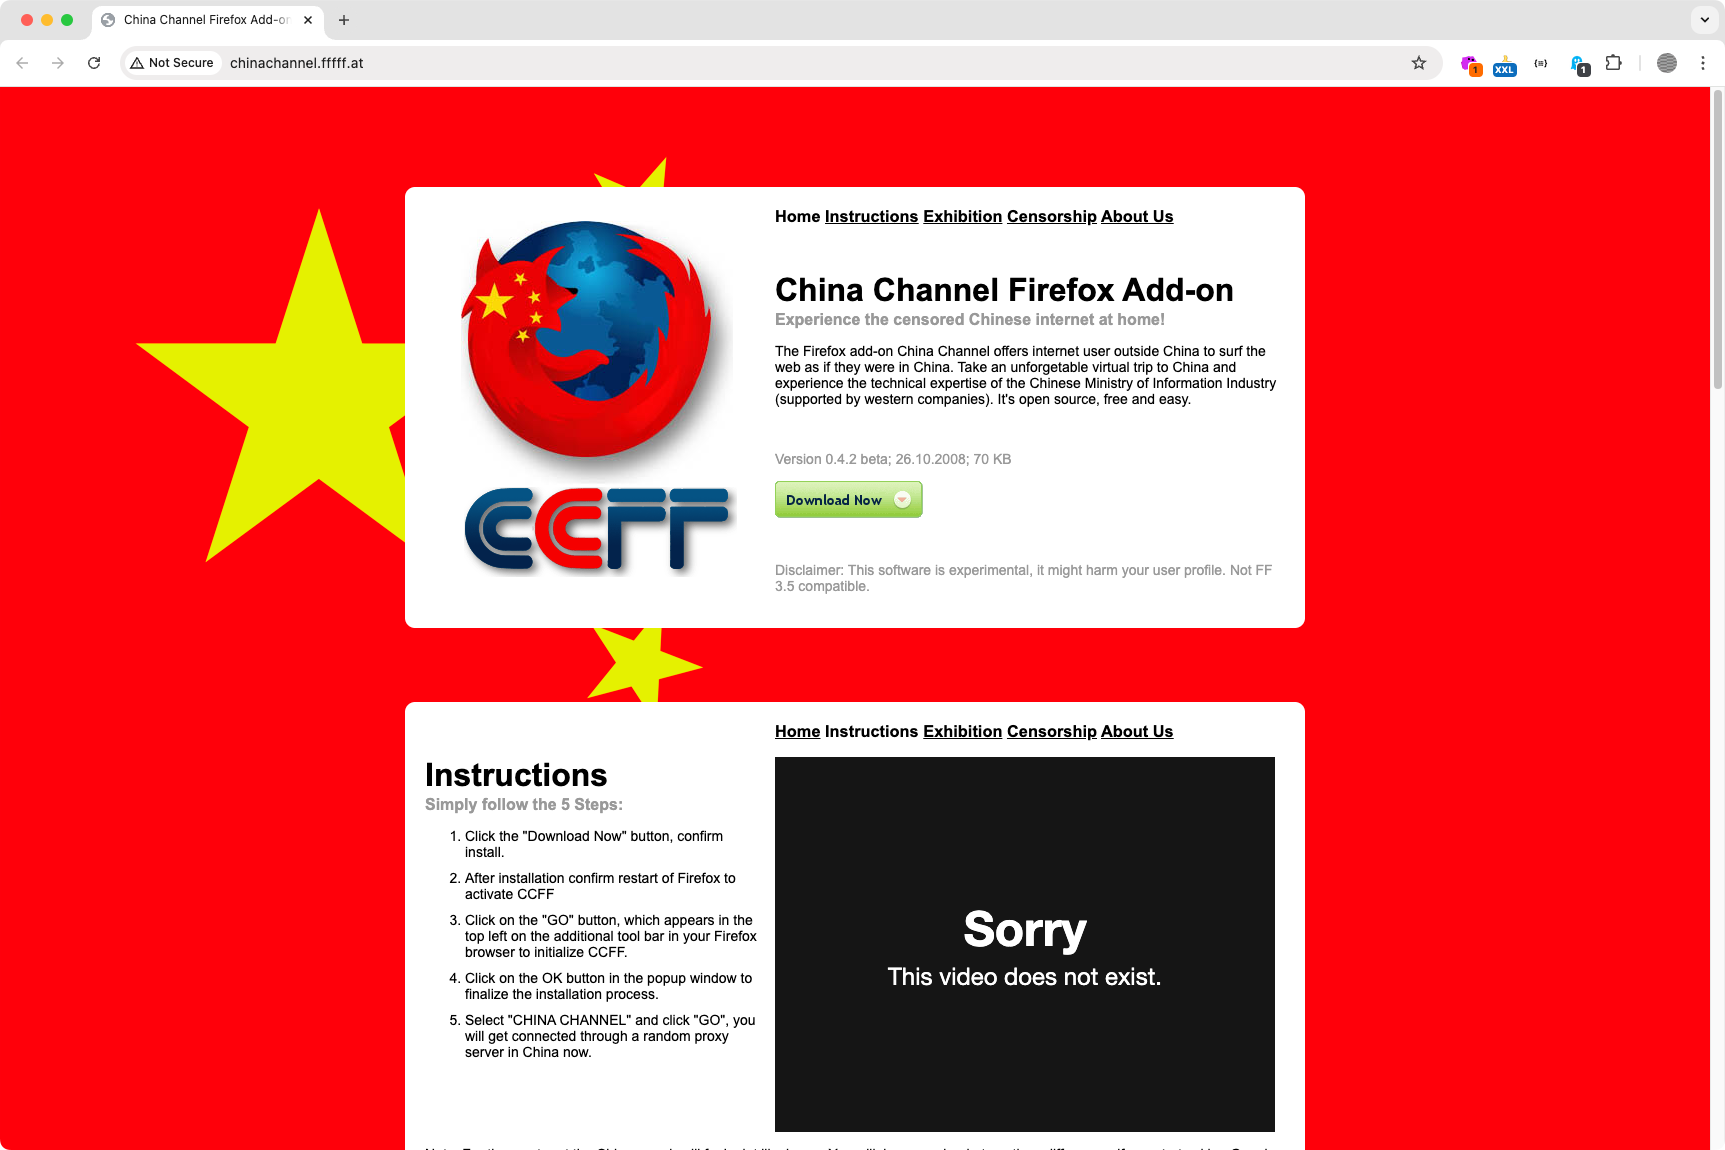 China Channel Firefox Add-on
Not Secure
chinachannel.fffff.at
1
XXL
1
Home Instructions Exhibition Censorship About Us
China Channel Firefox Add-on
Experience the censored Chinese internet at home!
The Firefox add-on China Channel offers internet user outside China to surf the
web as if they were in China. Take an unforgetable virtual trip to China and
experience the technical expertise of the Chinese Ministry of Information Industry
(supported by western companies). It's open source, free and easy.
Version 0.4.2 beta; 26.10.2008; 70 KB
Download Now
CCFF
Disclaimer: This software is experimental, it might harm your user profile. Not FF
3.5 compatible.
Home Instructions Exhibition Censorship About Us
Instructions
Simply follow the 5 Steps:
1. Click the "Download Now" button, confirm
install.
2. After installation confirm restart of Firefox to
activate CCFF
3. Click on the "GO" button, which appears in the
top left on the additional tool bar in your Firefox
browser to initialize CCFF.
4. Click on the OK button in the popup window to
finalize the installation process.
5. Select "CHINA CHANNEL" and click "GO", you
will get connected through a random proxy
server in China now.
Sorry
This video does not exist.